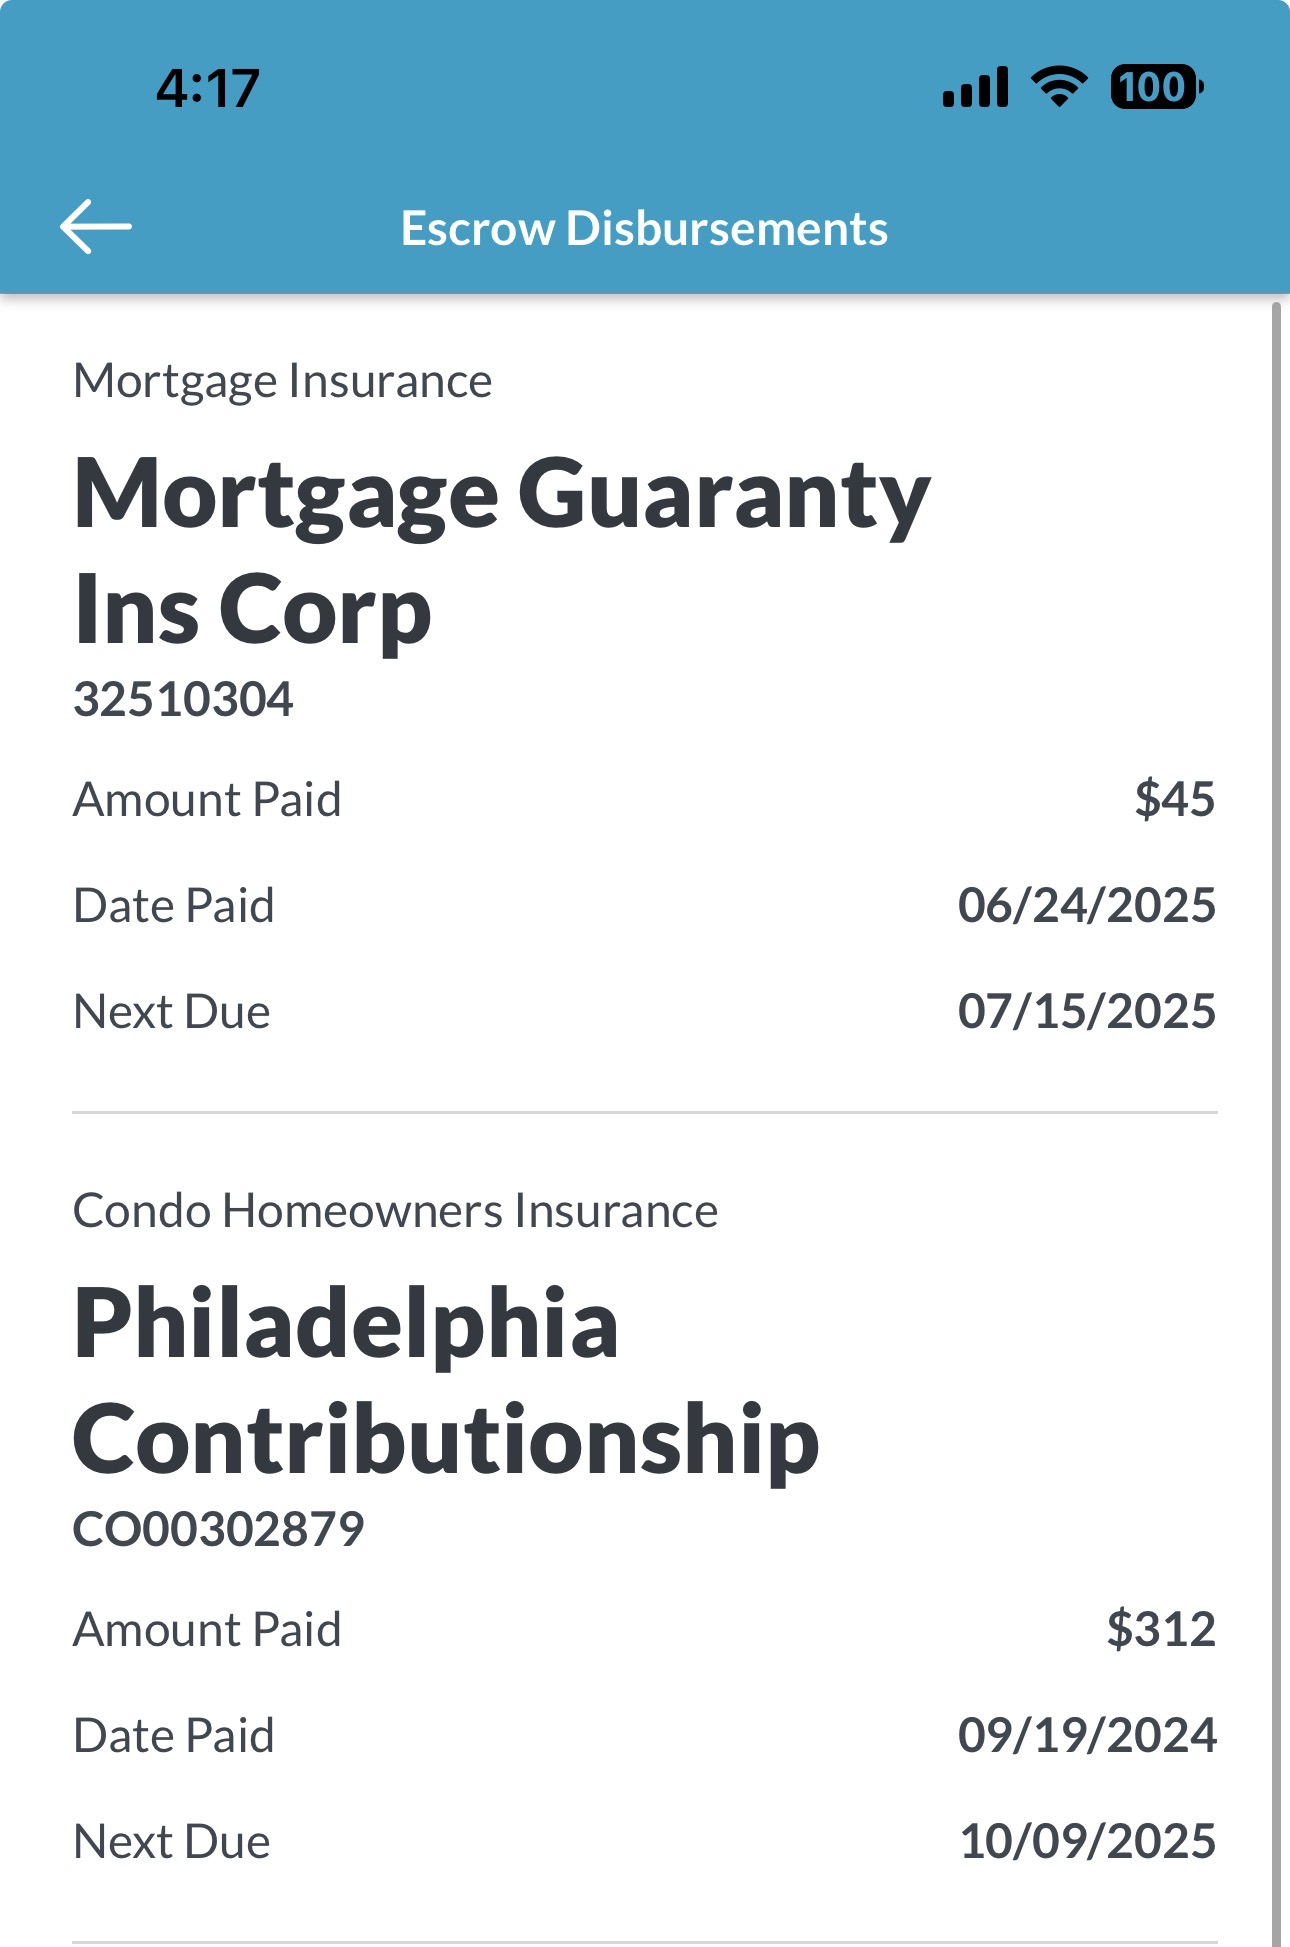 4:17
100
Escrow Disbursements
Mortgage Insurance
Mortgage Guaranty
Ins Corp
32510304
Amount Paid $45
Date Paid 06/24/2025
Next Due 07/15/2025
Condo Homeowners Insurance
Philadelphia
Contributionship
CO00302879
Amount Paid $312
Date Paid 09/19/2024
Next Due 10/09/2025